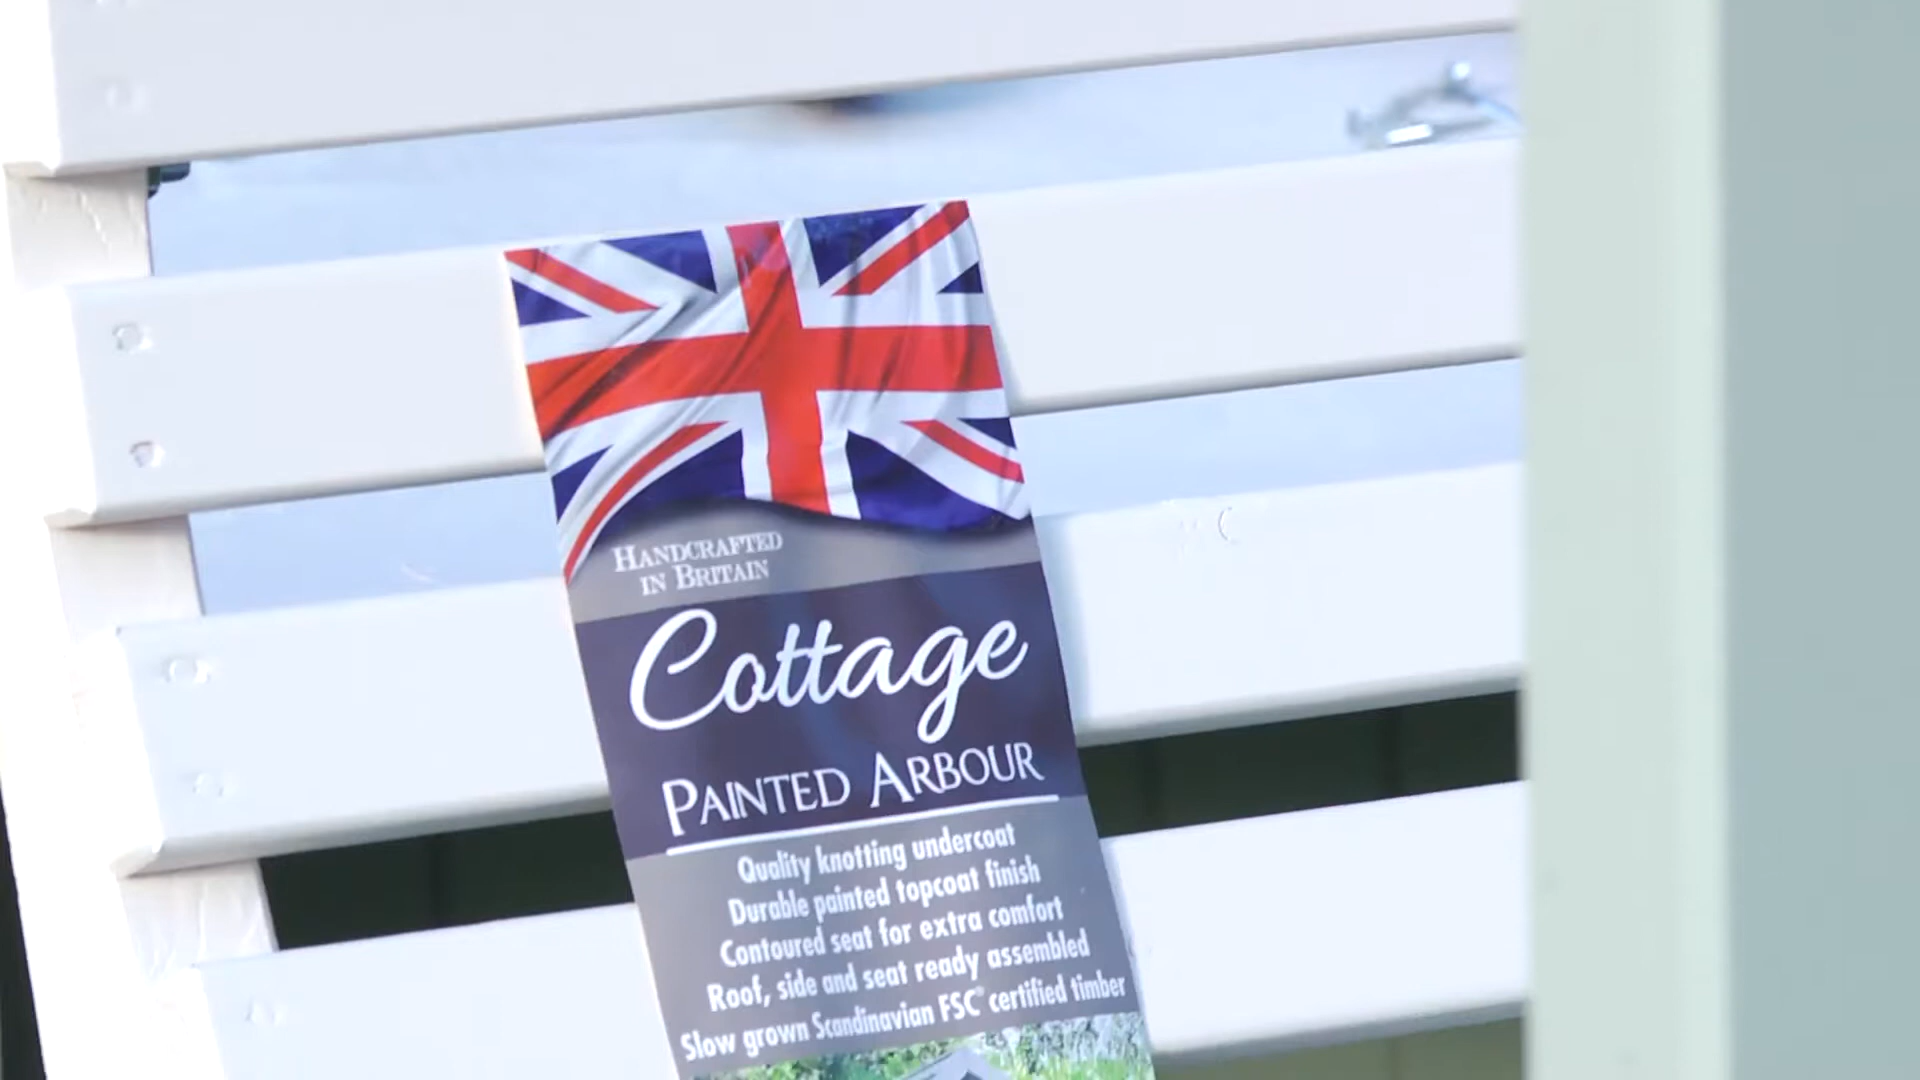 HANDCRAFTED
IN BRITAIN
Cottage
PAINTED ARBOUR
Quality knotting undercoat
Durable painted topcoat finish
Contoured seat for extra comfort
Roof, side and seat ready assembled
Slow grown Scandinavian FSC® certified timber